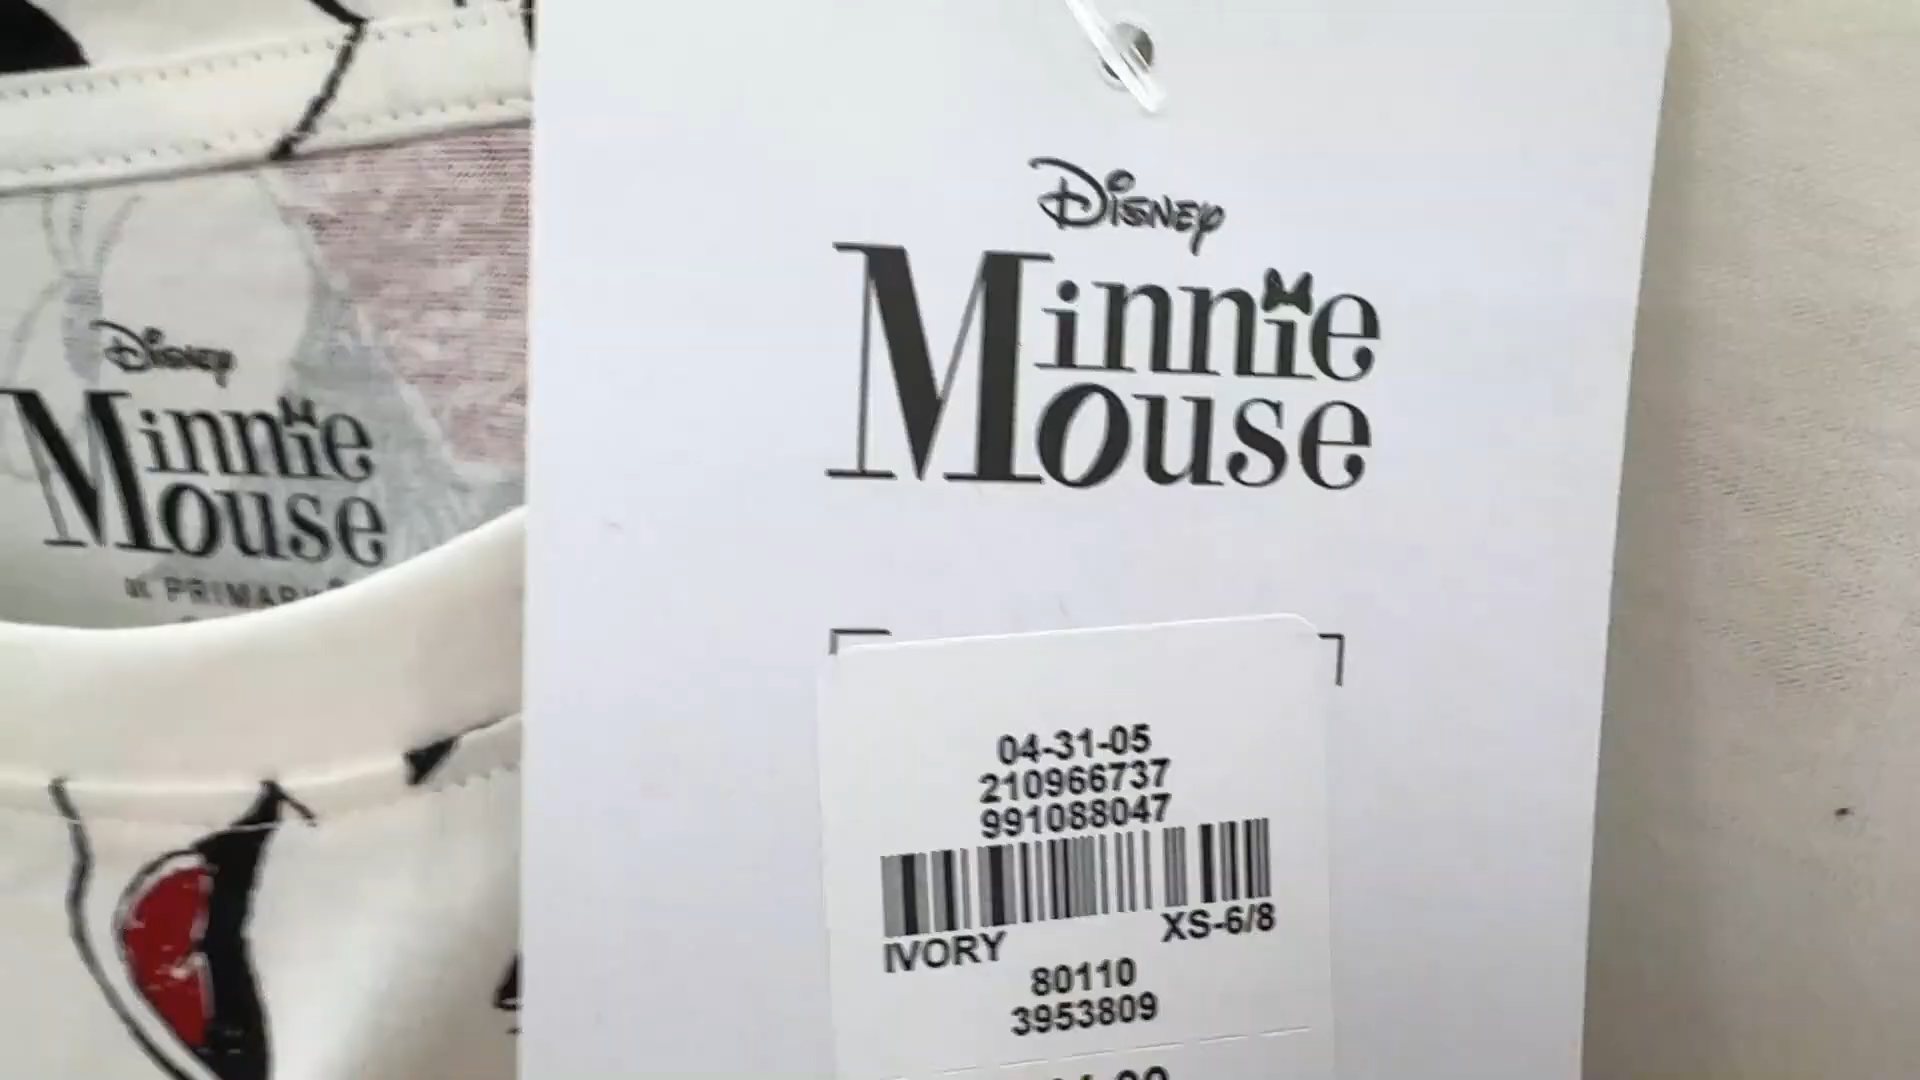 Disney
Minnie
Mouse
Disney
Minnie
Mouse
04-31-05
210966737
991088047
IVORY
XS-6/8
80110
3953809